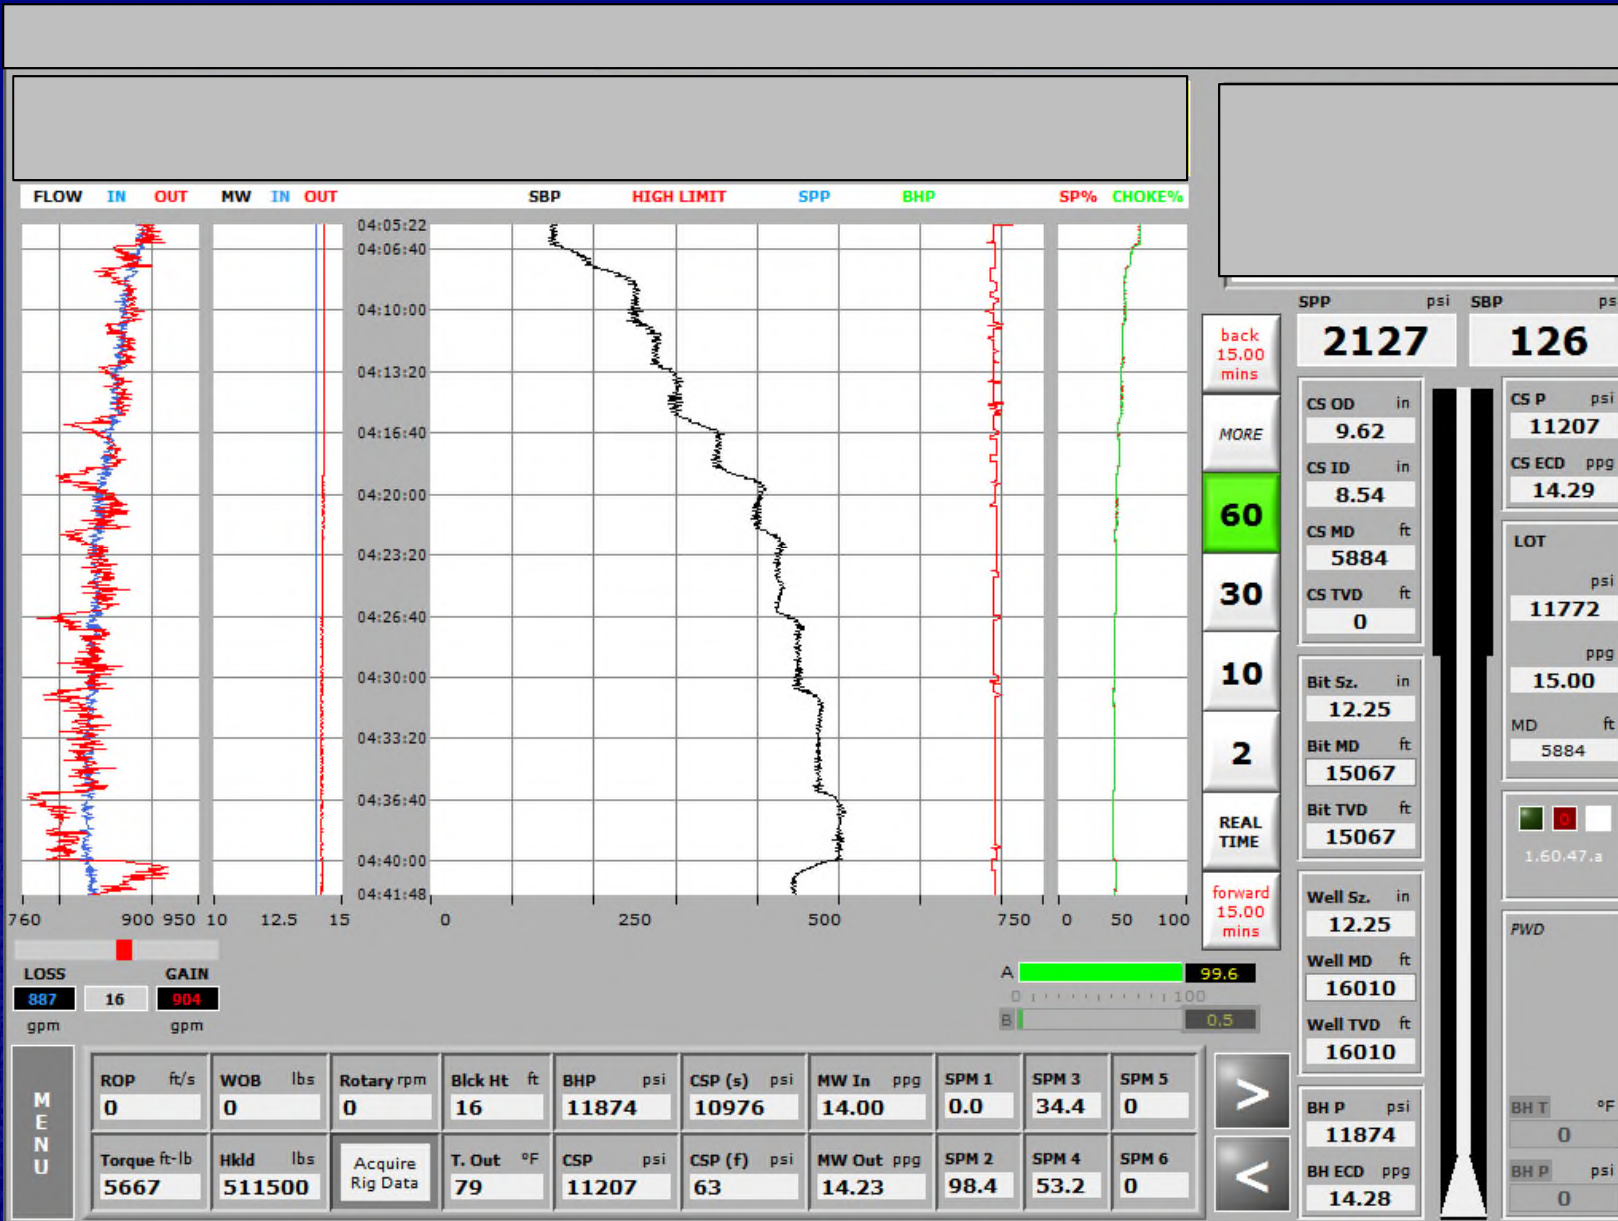 FLOW IN OUT MW IN OUT SBP HIGH LIMIT SPP BHP SP% CHOKE%
04:05:22
04:06:40
04:10:00
04:13:20
04:16:40
04:20:00
04:23:20
04:26:40
04:30:00
04:33:20
04:36:40
04:40:00
04:41:48
760 900 950 10 12.5 15 0 250 500 750 0 50 100
LOSS GAIN
887 16 904
gpm gpm
A 99.6
0 100
B 0.5
back
15.00
mins
MORE
60
30
10
2
REAL
TIME
forward
15.00
mins
SPP psi SBP ps
2127 126
CS OD in
9.62
CS ID in
8.54
CS MD ft
5884
CS TVD ft
0
Bit Sz. in
12.25
Bit MD ft
15067
Bit TVD ft
15067
Well Sz. in
12.25
Well MD ft
16010
Well TVD ft
16010
BH P psi
11874
BH ECD ppg
14.28
CS P psi
11207
CS ECD ppg
14.29
LOT
psi
11772
ppg
15.00
MD ft
5884
0
1.60.47.a
PWD
BH T °F
0
BH P psi
0
MENU
ROP ft/s WOB lbs Rotary rpm Blck Ht ft BHP psi CSP (s) psi MW In ppg SPM 1 SPM 3 SPM 5
0 0 0 16 11874 10976 14.00 0.0 34.4 0
Torque ft-lb Hkld lbs Acquire Rig Data T. Out °F CSP psi CSP (f) psi MW Out ppg SPM 2 SPM 4 SPM 6
5667 511500 79 11207 63 14.23 98.4 53.2 0
>
<